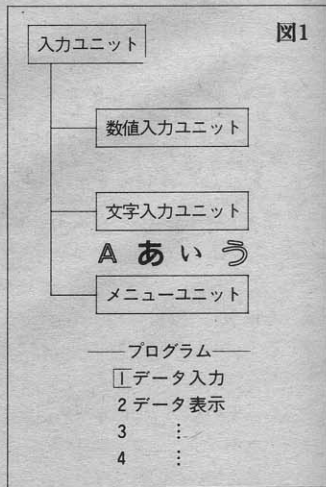 図1
入力ユニット
数値入力ユニット
文字入力ユニット
A あ い う
メニューユニット
プログラム
1 データ入力
2 データ表示
3 ⋮
4 ⋮